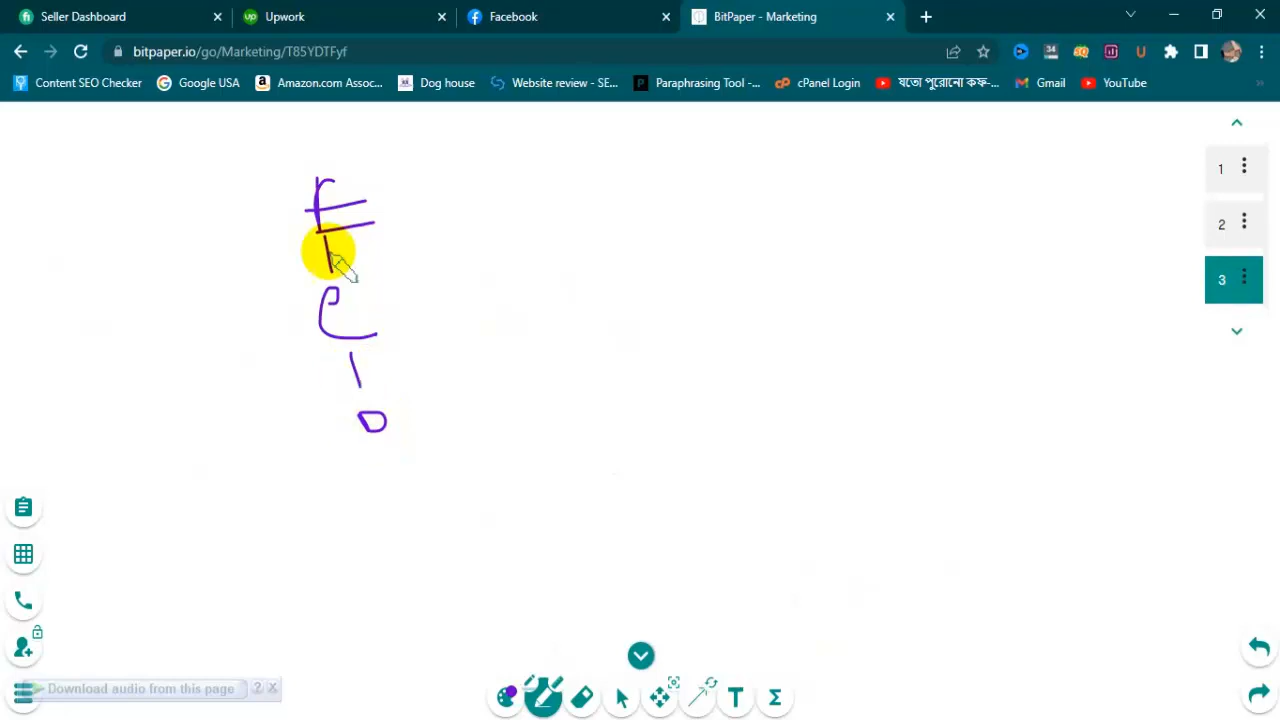 Seller Dashboard
Upwork
Facebook
BitPaper - Marketing
bitpaper.io/go/Marketing/T85YDTFyf
34
Content SEO Checker
Google USA
Amazon.com Assoc...
Dog house
Website review - SE...
Paraphrasing Tool -...
cPanel Login
যতো পুরোনো কফ-...
Gmail
YouTube
1
2
3
Download audio from this page
?
T
Σ